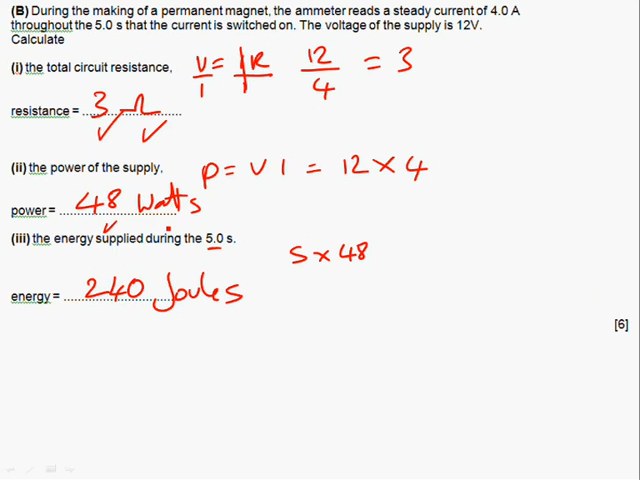 (B) During the making of a permanent magnet, the ammeter reads a steady current of 4.0 A
throughout the 5.0 s that the current is switched on. The voltage of the supply is 12V.
Calculate
(i) the total circuit resistance, V/I = IR/I 12/4 = 3
resistance = 3 Ω
(ii) the power of the supply, P = V I = 12 × 4
power = 48 Watts
(iii) the energy supplied during the 5.0 s. 5 × 48
energy = 240 Joules
[6]